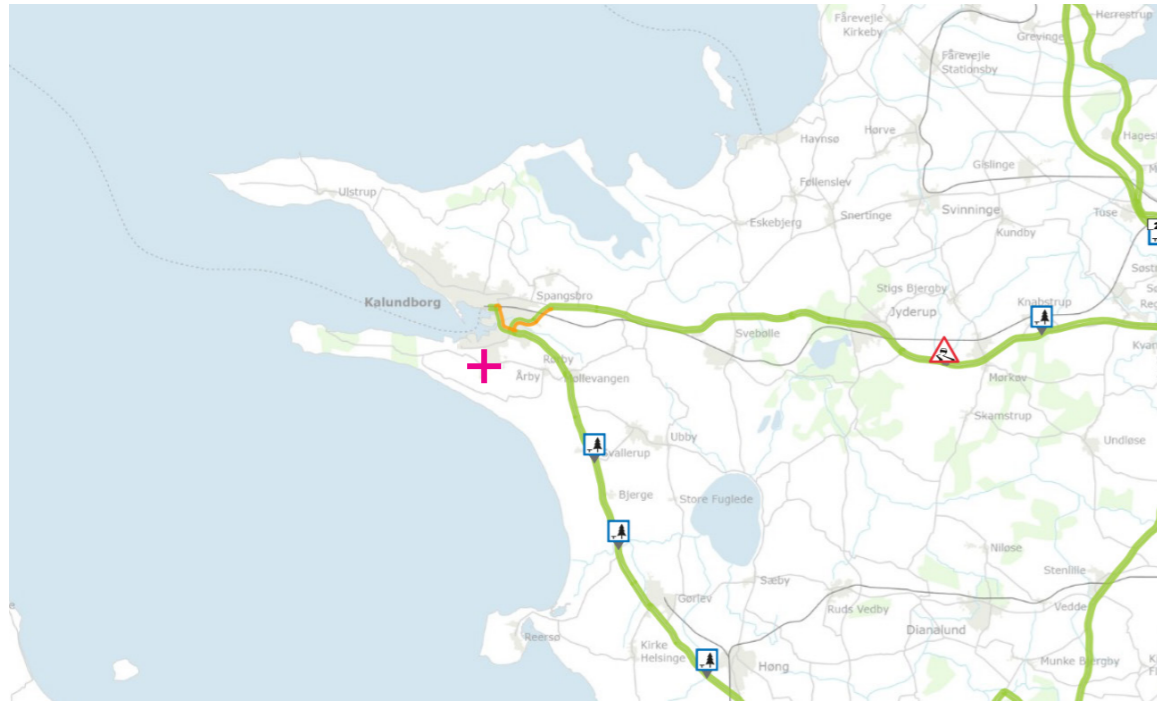 Fårevejle
Kirkeby
Herrestrup
Grevinge
Fårevejle
Stationsby
Havnsø
Hørve
Gislinge
Føllenslev
Ulstrup
Eskebjerg
Snertinge
Svinninge
Tuse
Kundby
Kalundborg
Spangsbro
Stigs Bjergby
Knabstrup
Jyderup
Svebølle
Årby
Mørkøv
Skamstrup
Ubby
Undløse
Bjerge
Store Fuglede
Niløse
Sæby
Stenlille
Gørlev
Ruds Vedby
Vedde
Reersø
Dianalund
Kirke
Helsinge
Høng
Munke Bjergby